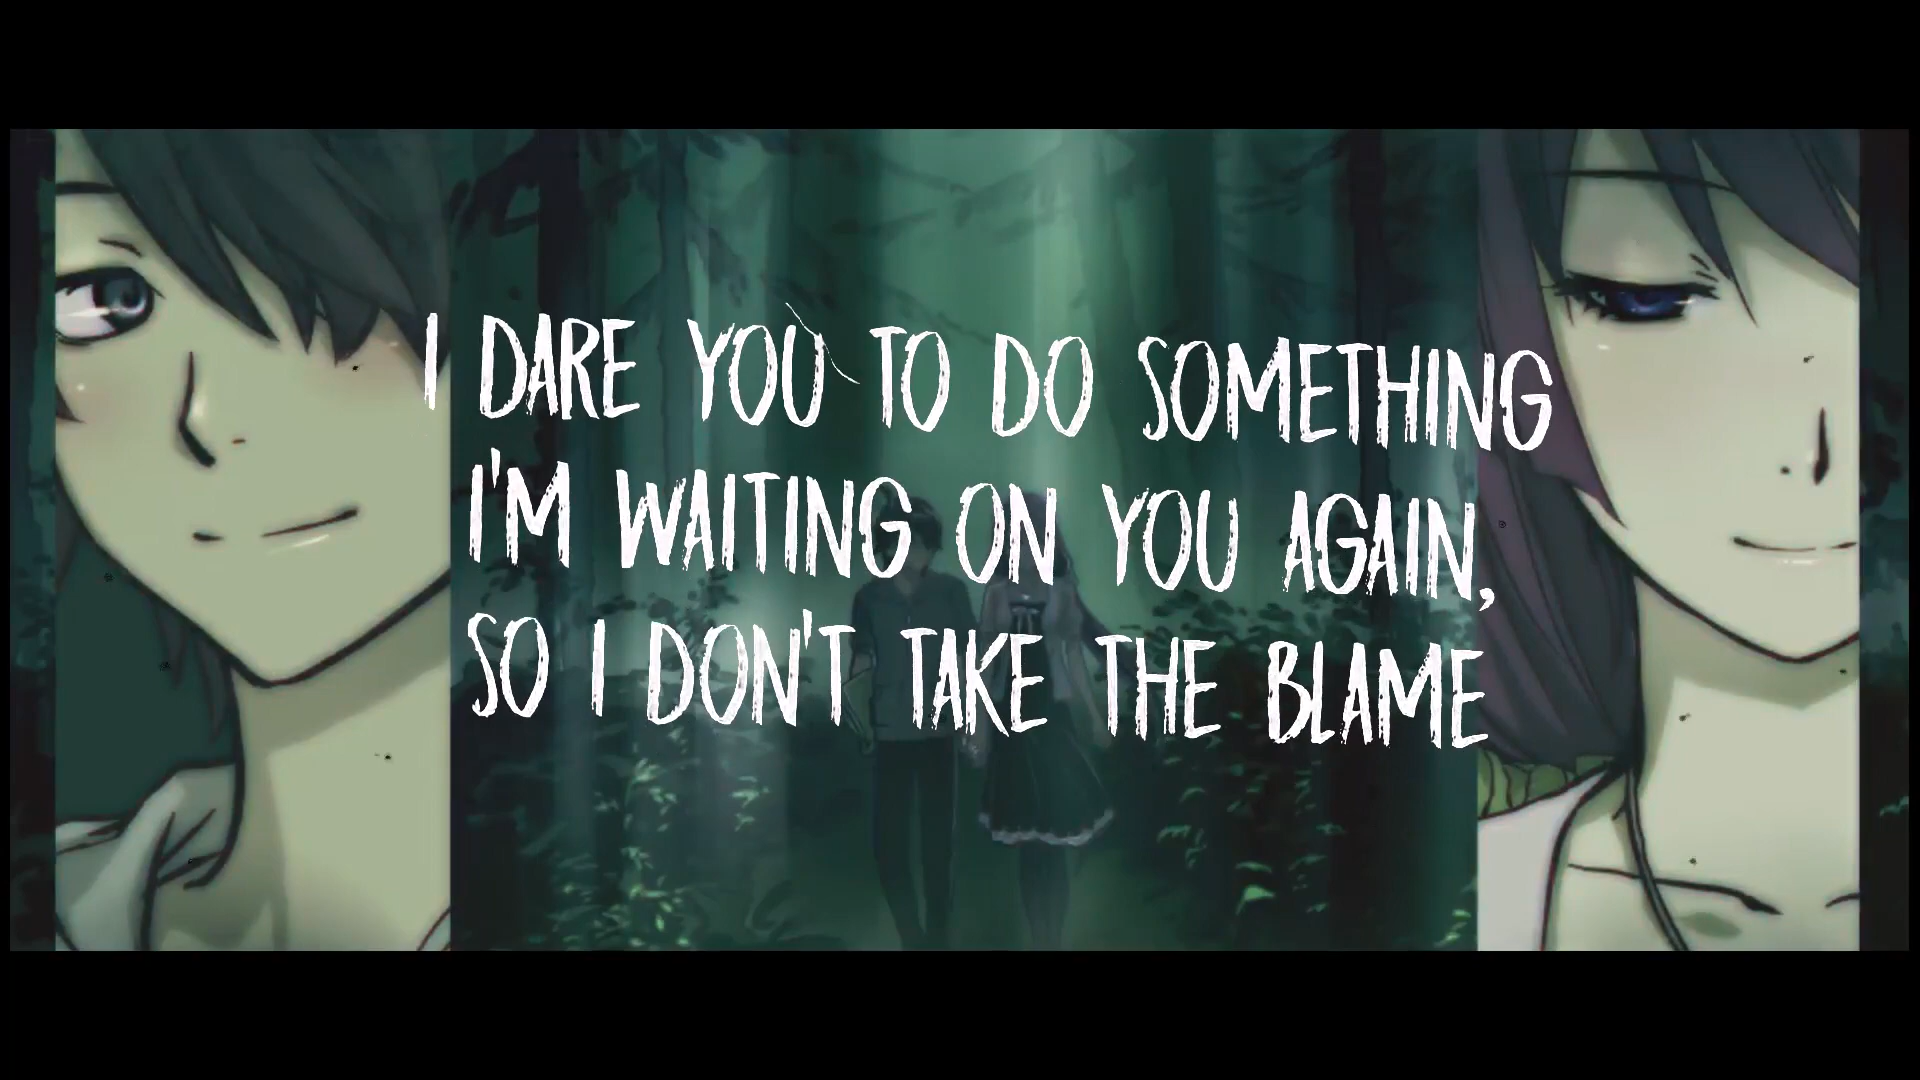 I DARE YOU TO DO SOMETHING
I'M WAITING ON YOU AGAIN,
SO I DON'T TAKE THE BLAME